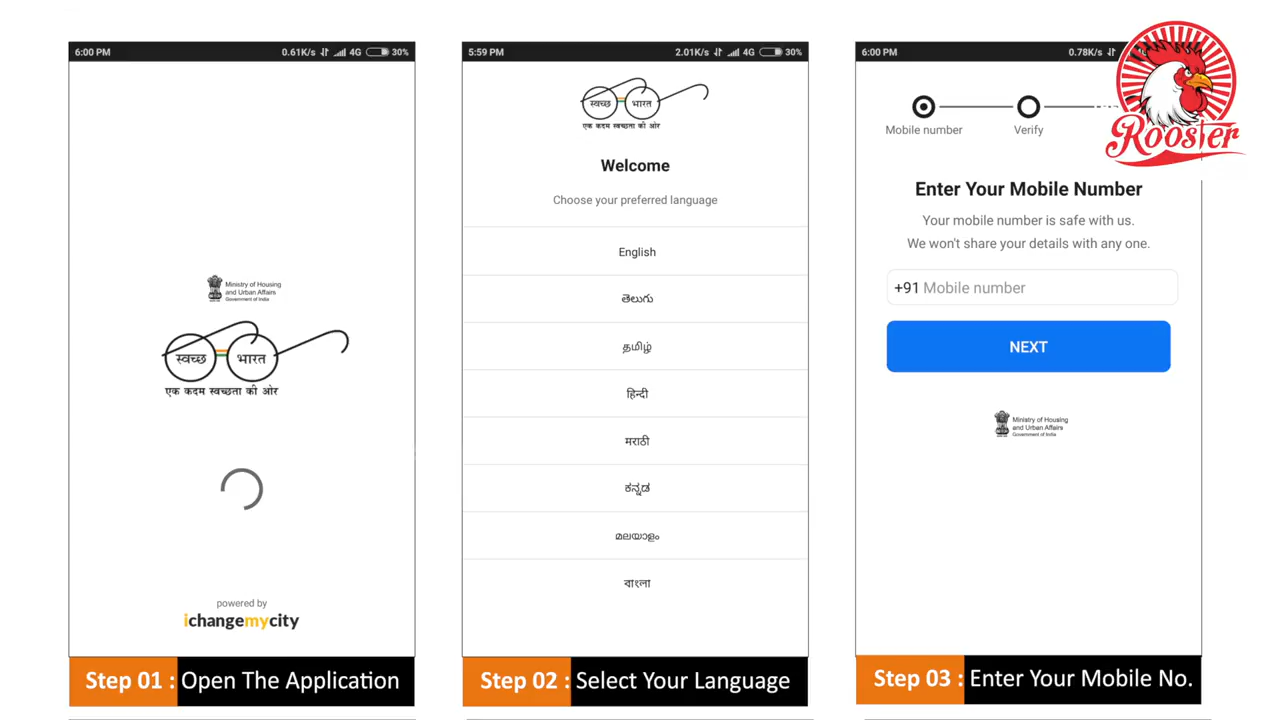 6:00 PM
0.61K/s
4G
30%
Ministry of Housing
and Urban Affairs
Government of India
स्वच्छ
भारत
एक कदम स्वच्छता की ओर
powered by
ichangemycity
Step 01 : Open The Application
5:59 PM
2.01K/s
4G
30%
स्वच्छ
भारत
एक कदम स्वच्छता की ओर
Welcome
Choose your preferred language
English
తెలుగు
தமிழ்
हिन्दी
मराठी
ಕನ್ನಡ
മലയാളം
বাংলা
Step 02 : Select Your Language
6:00 PM
0.78K/s
Rooster
Mobile number
Verify
Enter Your Mobile Number
Your mobile number is safe with us.
We won't share your details with any one.
+91 Mobile number
NEXT
Ministry of Housing
and Urban Affairs
Government of India
Step 03 : Enter Your Mobile No.